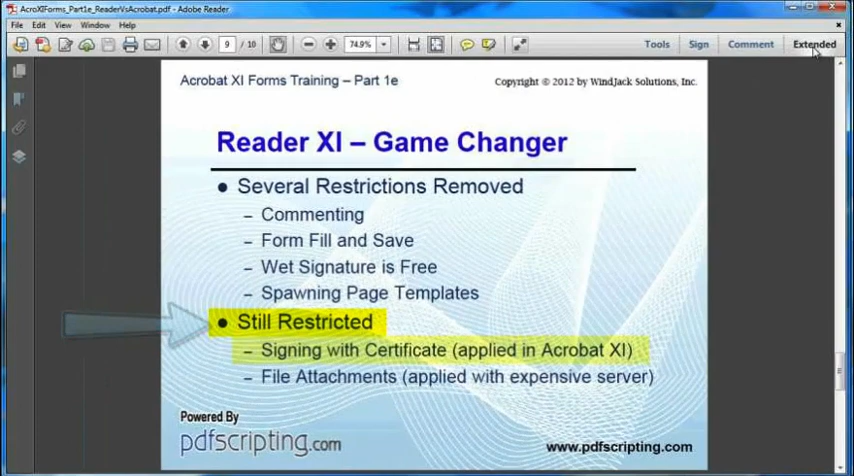 AcroXIForms_Part1e_ReaderVsAcrobat.pdf - Adobe Reader
File Edit View Window Help
9 / 10 74.9% Tools Sign Comment Extended
Acrobat XI Forms Training – Part 1e
Copyright © 2012 by WindJack Solutions, Inc.
Reader XI – Game Changer
● Several Restrictions Removed
– Commenting
– Form Fill and Save
– Wet Signature is Free
– Spawning Page Templates
● Still Restricted
– Signing with Certificate (applied in Acrobat XI)
– File Attachments (applied with expensive server)
Powered By
pdfscripting.com
www.pdfscripting.com